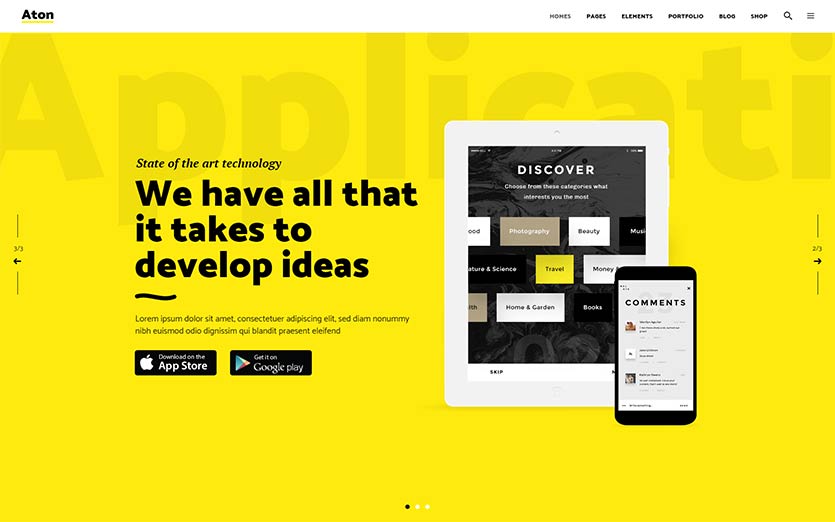 Aton
HOMES PAGES ELEMENTS PORTFOLIO BLOG SHOP
Applicati
State of the art technology
We have all that
it takes to
develop ideas
Lorem ipsum dolor sit amet, consectetuer adipiscing elit, sed diam nonummy
nibh euismod odio dignissim qui blandit praesent eleifend
Download on the
App Store
Get it on
Google play
3/3
2/3
DISCOVER
Choose from these categories what
interests you the most
ood Photography Beauty Musi
ature & Science Travel Money
lth Home & Garden Books
SKIP N
COMMENTS